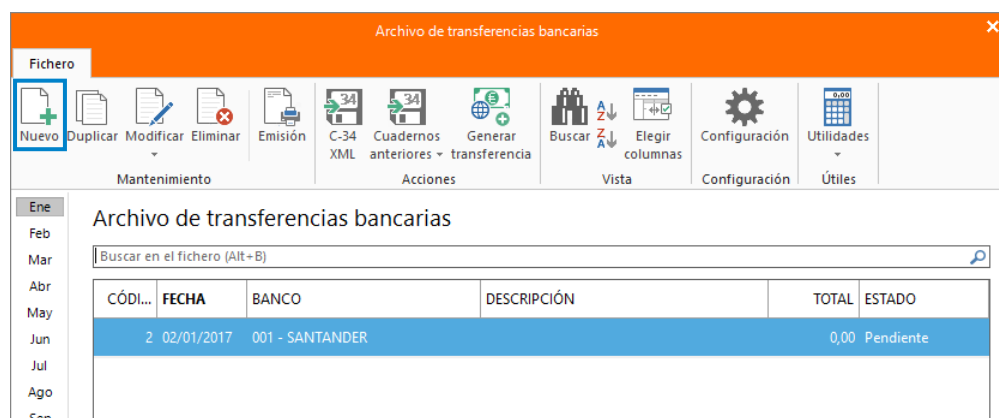 Archivo de transferencias bancarias
Fichero
Nuevo Duplicar Modificar Eliminar Emisión C-34 XML Cuadernos anteriores Generar transferencia Buscar Elegir columnas Configuración Utilidades
Mantenimiento Acciones Vista Configuración Útiles
Ene
Feb
Mar
Abr
May
Jun
Jul
Ago
Sep
Archivo de transferencias bancarias
Buscar en el fichero (Alt+B)
CÓDI... FECHA BANCO DESCRIPCIÓN TOTAL ESTADO
2 02/01/2017 001 - SANTANDER 0,00 Pendiente